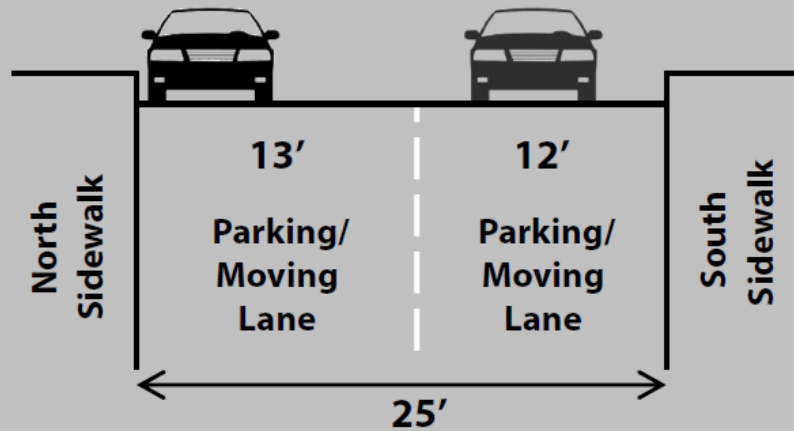 North
Sidewalk
13′
Parking/
Moving
Lane
12′
Parking/
Moving
Lane
South
Sidewalk
25′